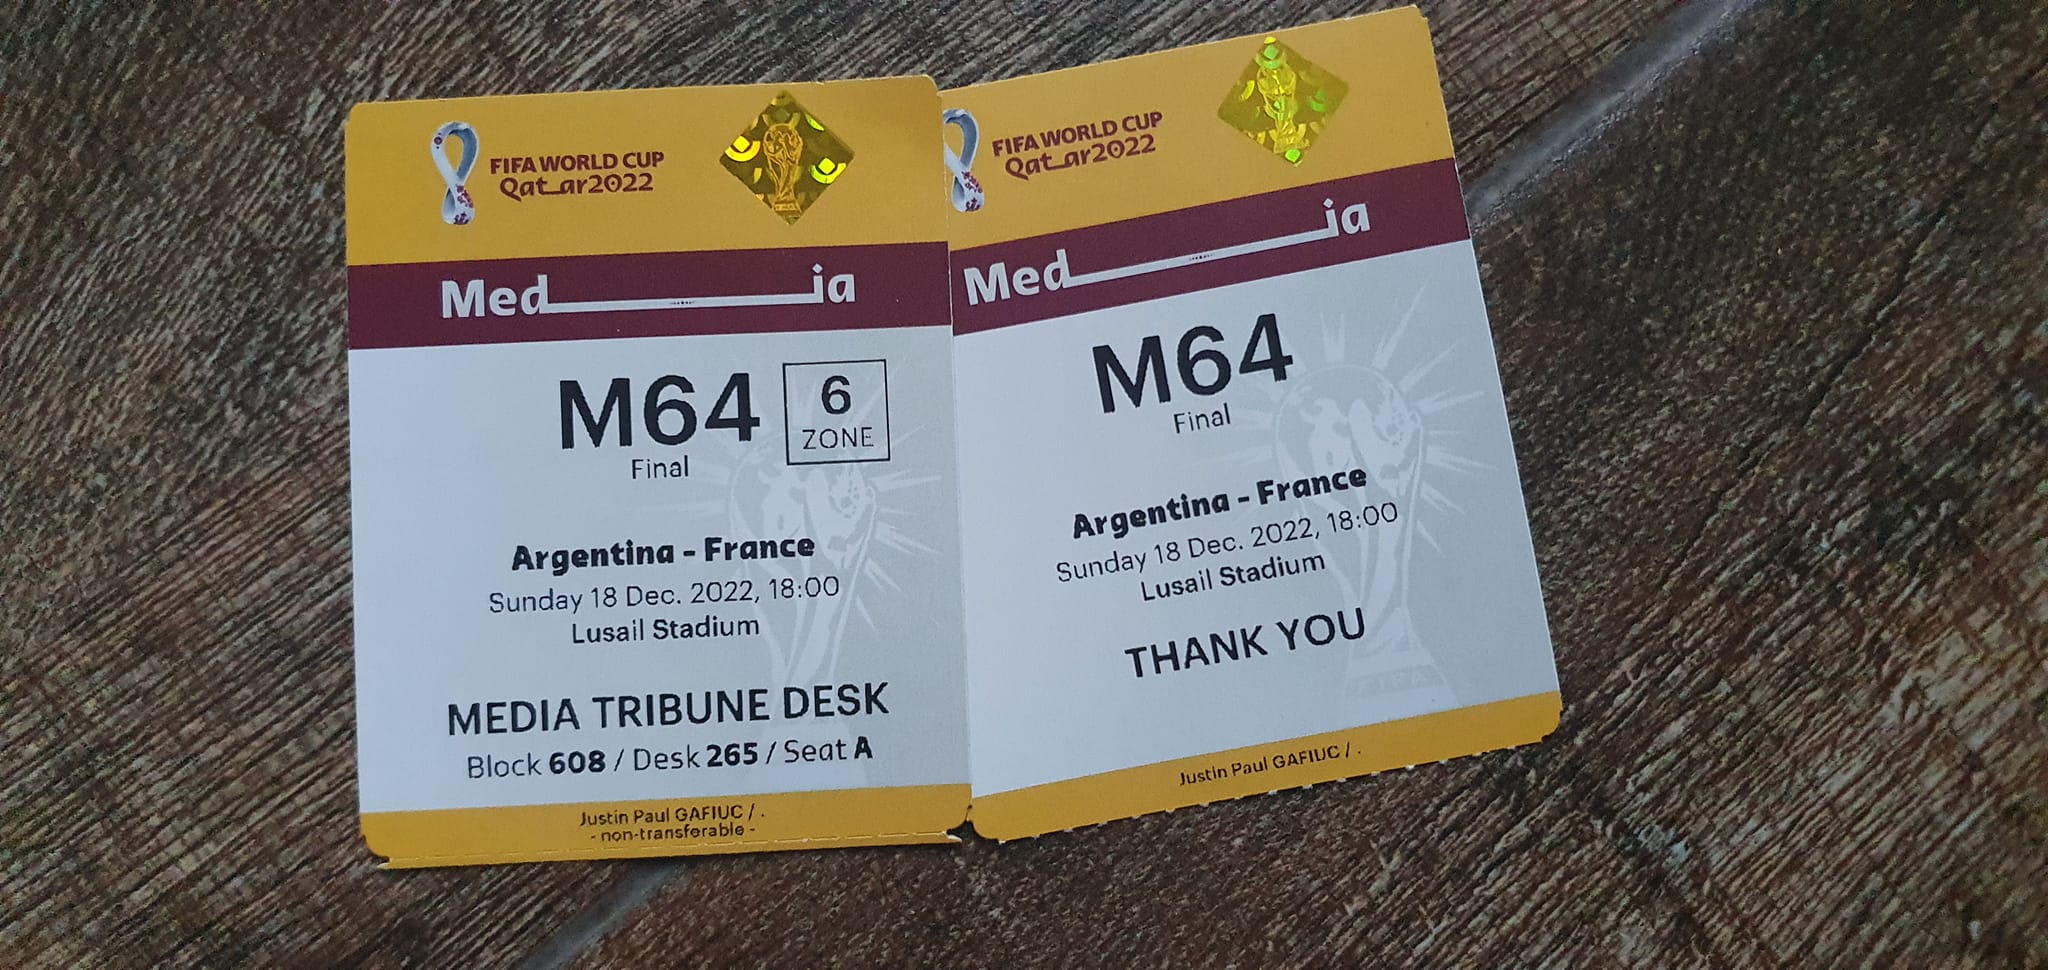 FIFA WORLD CUP
Qatar2022
Media
M64
6
ZONE
Final
Argentina - France
Sunday 18 Dec. 2022, 18:00
Lusail Stadium
MEDIA TRIBUNE DESK
Block 608 / Desk 265 / Seat A
Justin Paul GAFIUC / .
- non-transferable -
FIFA WORLD CUP
Qatar2022
Media
M64
Final
Argentina - France
Sunday 18 Dec. 2022, 18:00
Lusail Stadium
THANK YOU
FIFA
Justin Paul GAFIUC / .